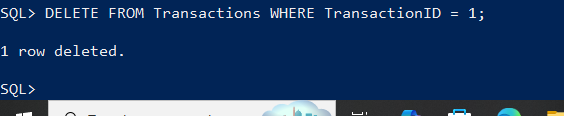 SQL> DELETE FROM Transactions WHERE TransactionID = 1;
1 row deleted.
SQL>